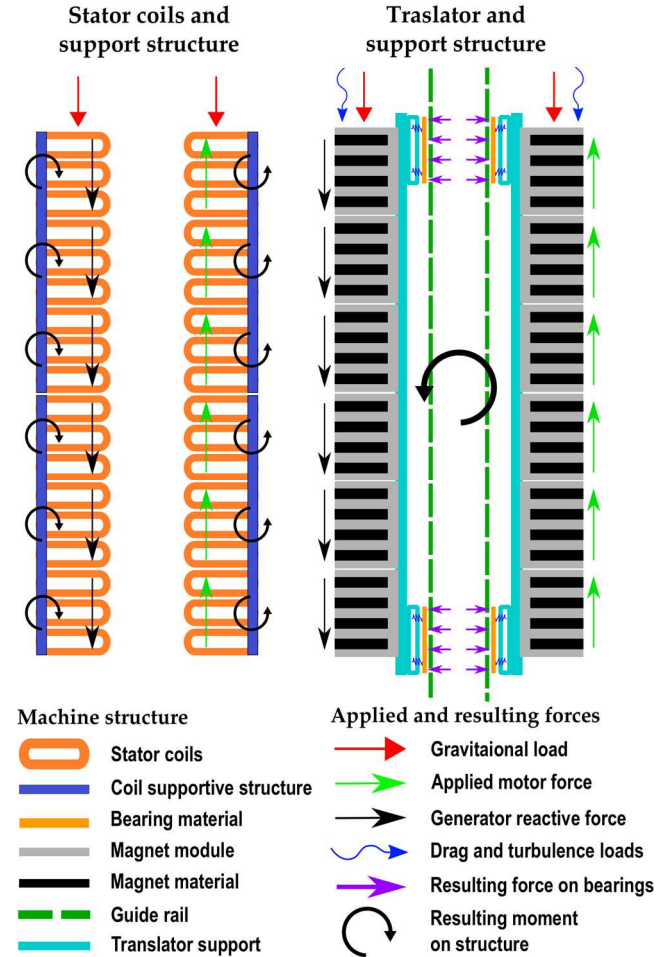 Stator coils and
support structure
Traslator and
support structure
Machine structure
Stator coils
Coil supportive structure
Bearing material
Magnet module
Magnet material
Guide rail
Translator support
Applied and resulting forces
Gravitaional load
Applied motor force
Generator reactive force
Drag and turbulence loads
Resulting force on bearings
Resulting moment
on structure